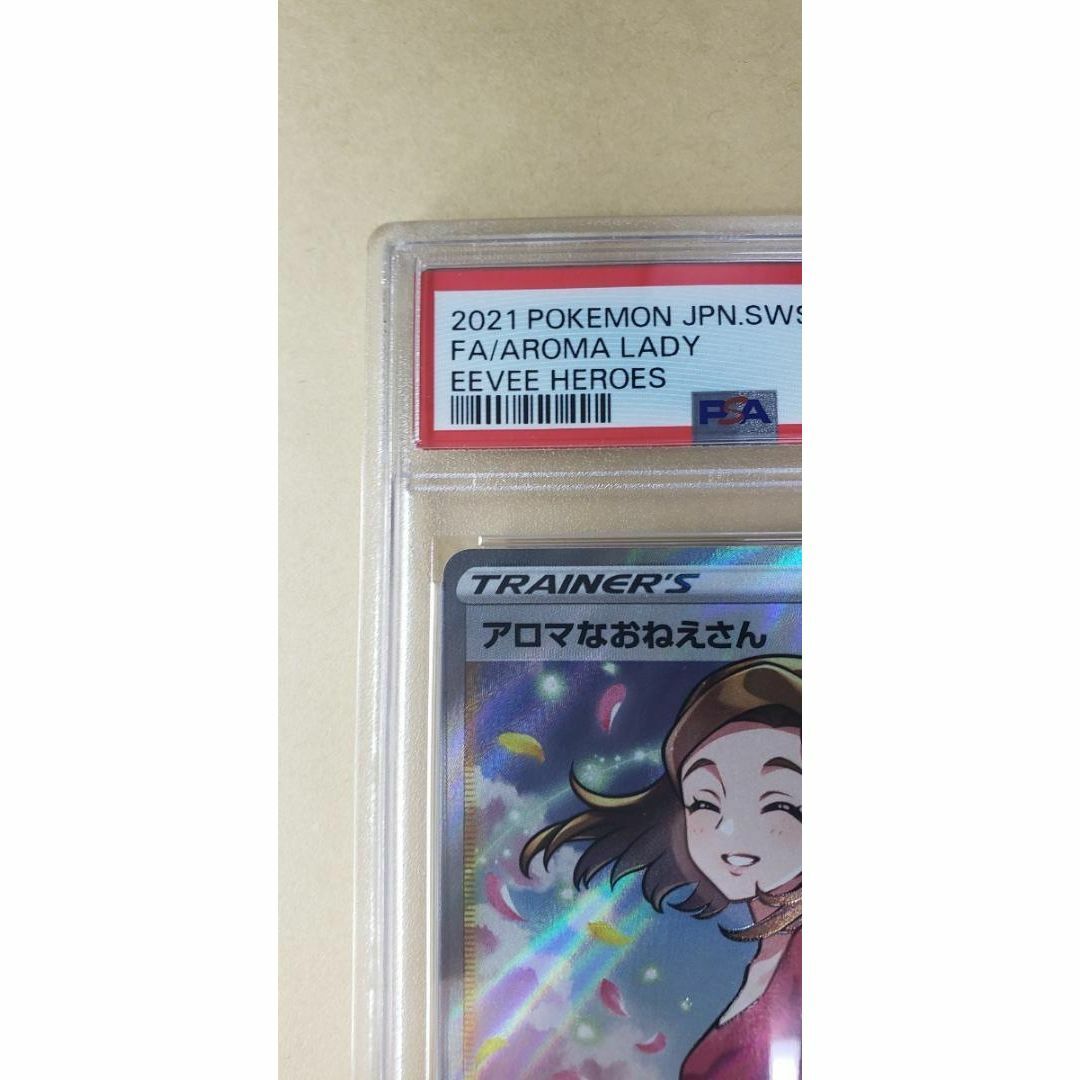 2021 POKEMON JPN.SWS
FA/AROMA LADY
EEVEE HEROES
PSA
TRAINER'S
アロマなおねえさん